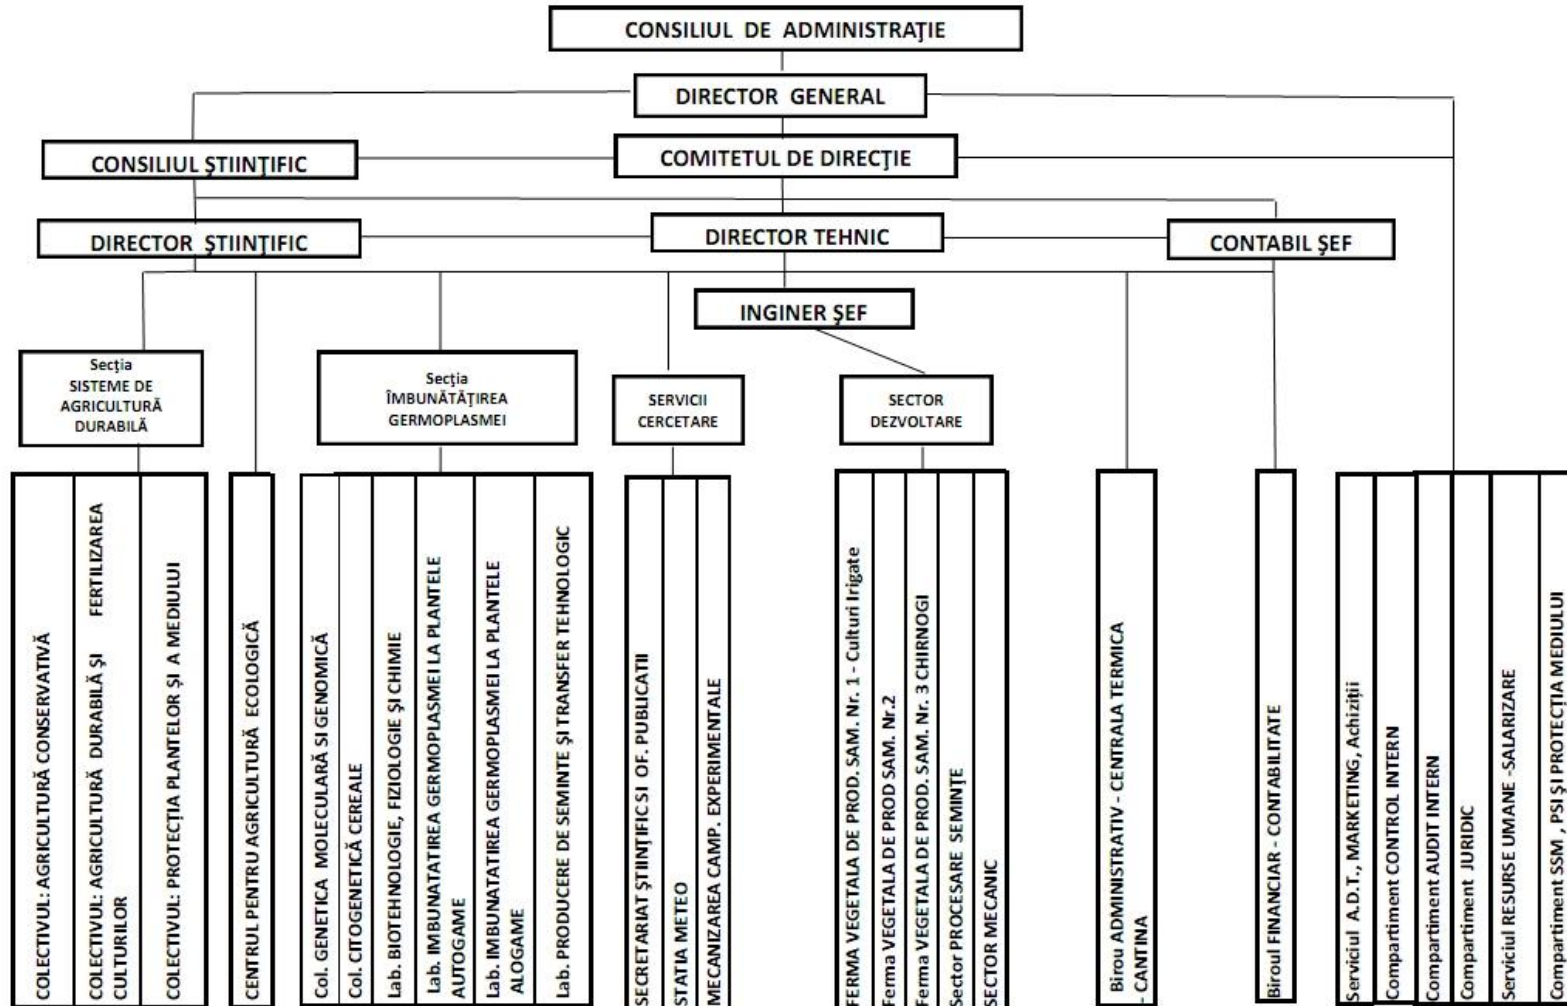 CONSILIUL DE ADMINISTRAŢIE
DIRECTOR GENERAL
CONSILIUL ŞTIINŢIFIC
COMITETUL DE DIRECŢIE
DIRECTOR ŞTIINŢIFIC
DIRECTOR TEHNIC
CONTABIL ŞEF
INGINER ŞEF
Secţia
SISTEME DE
AGRICULTURĂ
DURABILĂ
Secţia
ÎMBUNĂTĂŢIREA
GERMOPLASMEI
SERVICII
CERCETARE
SECTOR
DEZVOLTARE
COLECTIVUL: AGRICULTURĂ CONSERVATIVĂ
COLECTIVUL: AGRICULTURĂ DURABILĂ ŞI FERTILIZAREA
CULTURILOR
COLECTIVUL: PROTECŢIA PLANTELOR ŞI A MEDIULUI
CENTRUL PENTRU AGRICULTURĂ ECOLOGICĂ
Col. GENETICA MOLECULARĂ SI GENOMICĂ
Col. CITOGENETICĂ CEREALE
Lab. BIOTEHNOLOGIE, FIZIOLOGIE ŞI CHIMIE
Lab. IMBUNATATIREA GERMOPLASMEI LA PLANTELE
AUTOGAME
Lab. IMBUNATATIREA GERMOPLASMEI LA PLANTELE
ALOGAME
Lab. PRODUCERE DE SEMINTE ŞI TRANSFER TEHNOLOGIC
SECRETARIAT ŞTIINŢIFIC SI OF. PUBLICATII
STATIA METEO
MECANIZAREA CAMP. EXPERIMENTALE
FERMA VEGETALA DE PROD. SAM. Nr. 1 - Culturi Irigate
Ferma VEGETALA DE PROD SAM. Nr.2
Ferma VEGETALA DE PROD. SAM. Nr. 3 CHIRNOGI
Sector PROCESARE SEMINŢE
SECTOR MECANIC
Birou ADMINISTRATIV - CENTRALA TERMICA
- CANTINA
Biroul FINANCIAR - CONTABILITATE
Serviciul A.D.T., MARKETING, Achiziţii
Compartiment CONTROL INTERN
Compartiment AUDIT INTERN
Compartiment JURIDIC
Serviciul RESURSE UMANE -SALARIZARE
Compartiment SSM , PSI ŞI PROTECŢIA MEDIULUI